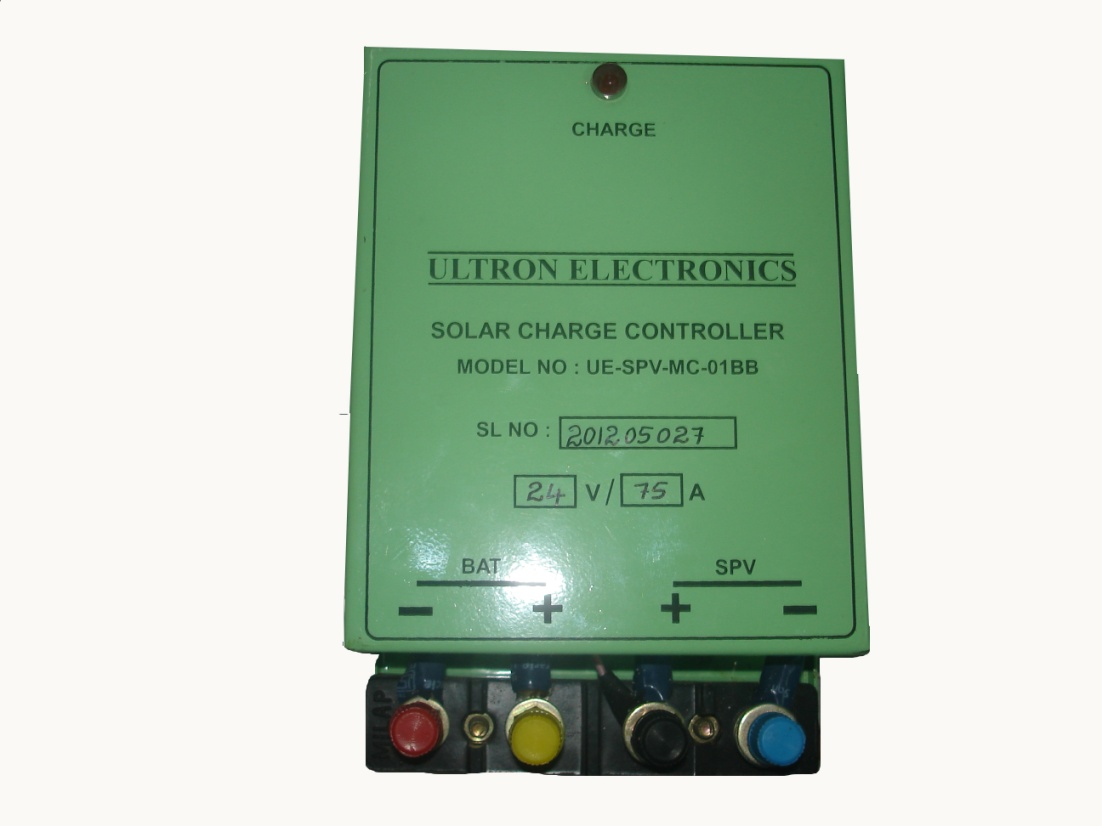 CHARGE
ULTRON ELECTRONICS
SOLAR CHARGE CONTROLLER
MODEL NO : UE-SPV-MC-01BB
SL NO : 201205027
24 V/ 75 A
BAT SPV
− + + −
MILAP